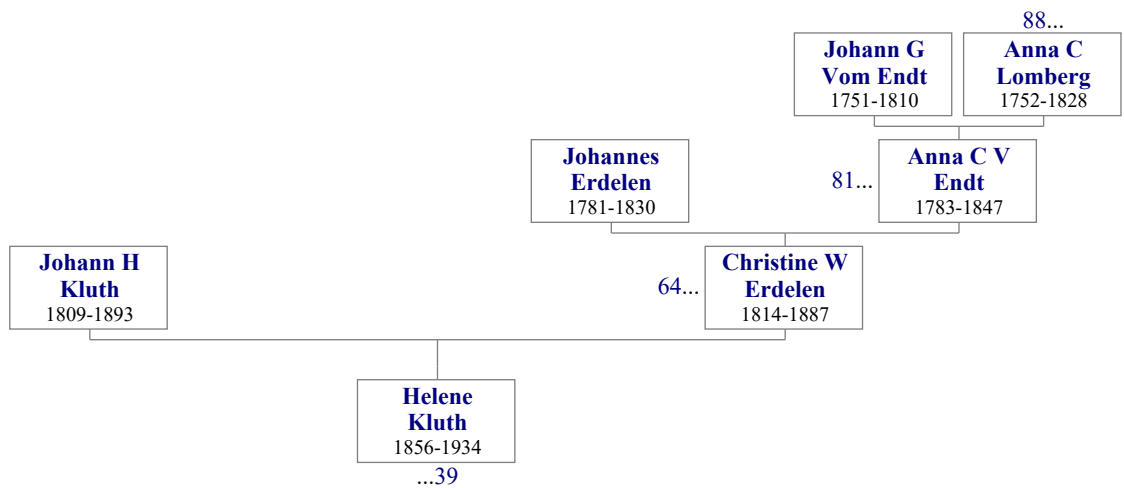 88...
Johann G
Vom Endt
1751-1810
Anna C
Lomberg
1752-1828
Johannes
Erdelen
1781-1830
81...
Anna C V
Endt
1783-1847
Johann H
Kluth
1809-1893
64...
Christine W
Erdelen
1814-1887
Helene
Kluth
1856-1934
...39